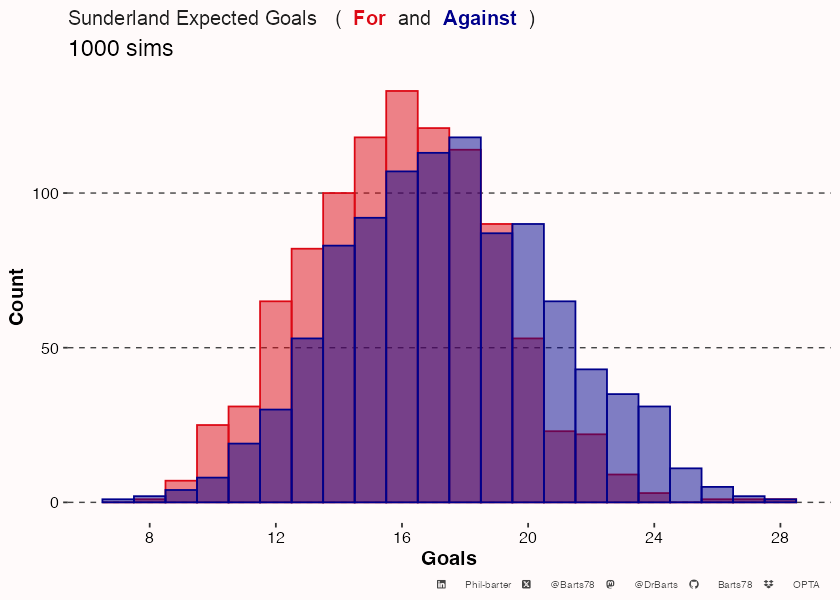 Sunderland Expected Goals ( For and Against )
1000 sims
Count
100
50
0
8 12 16 20 24 28
Goals
Phil-barter @Barts78 @DrBarts Barts78 OPTA